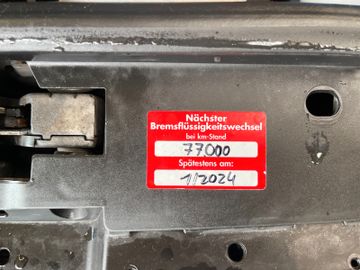 Nächster
Bremsflüssigkeitswechsel
bei km-Stand
77000
Spätestens am:
1/2024